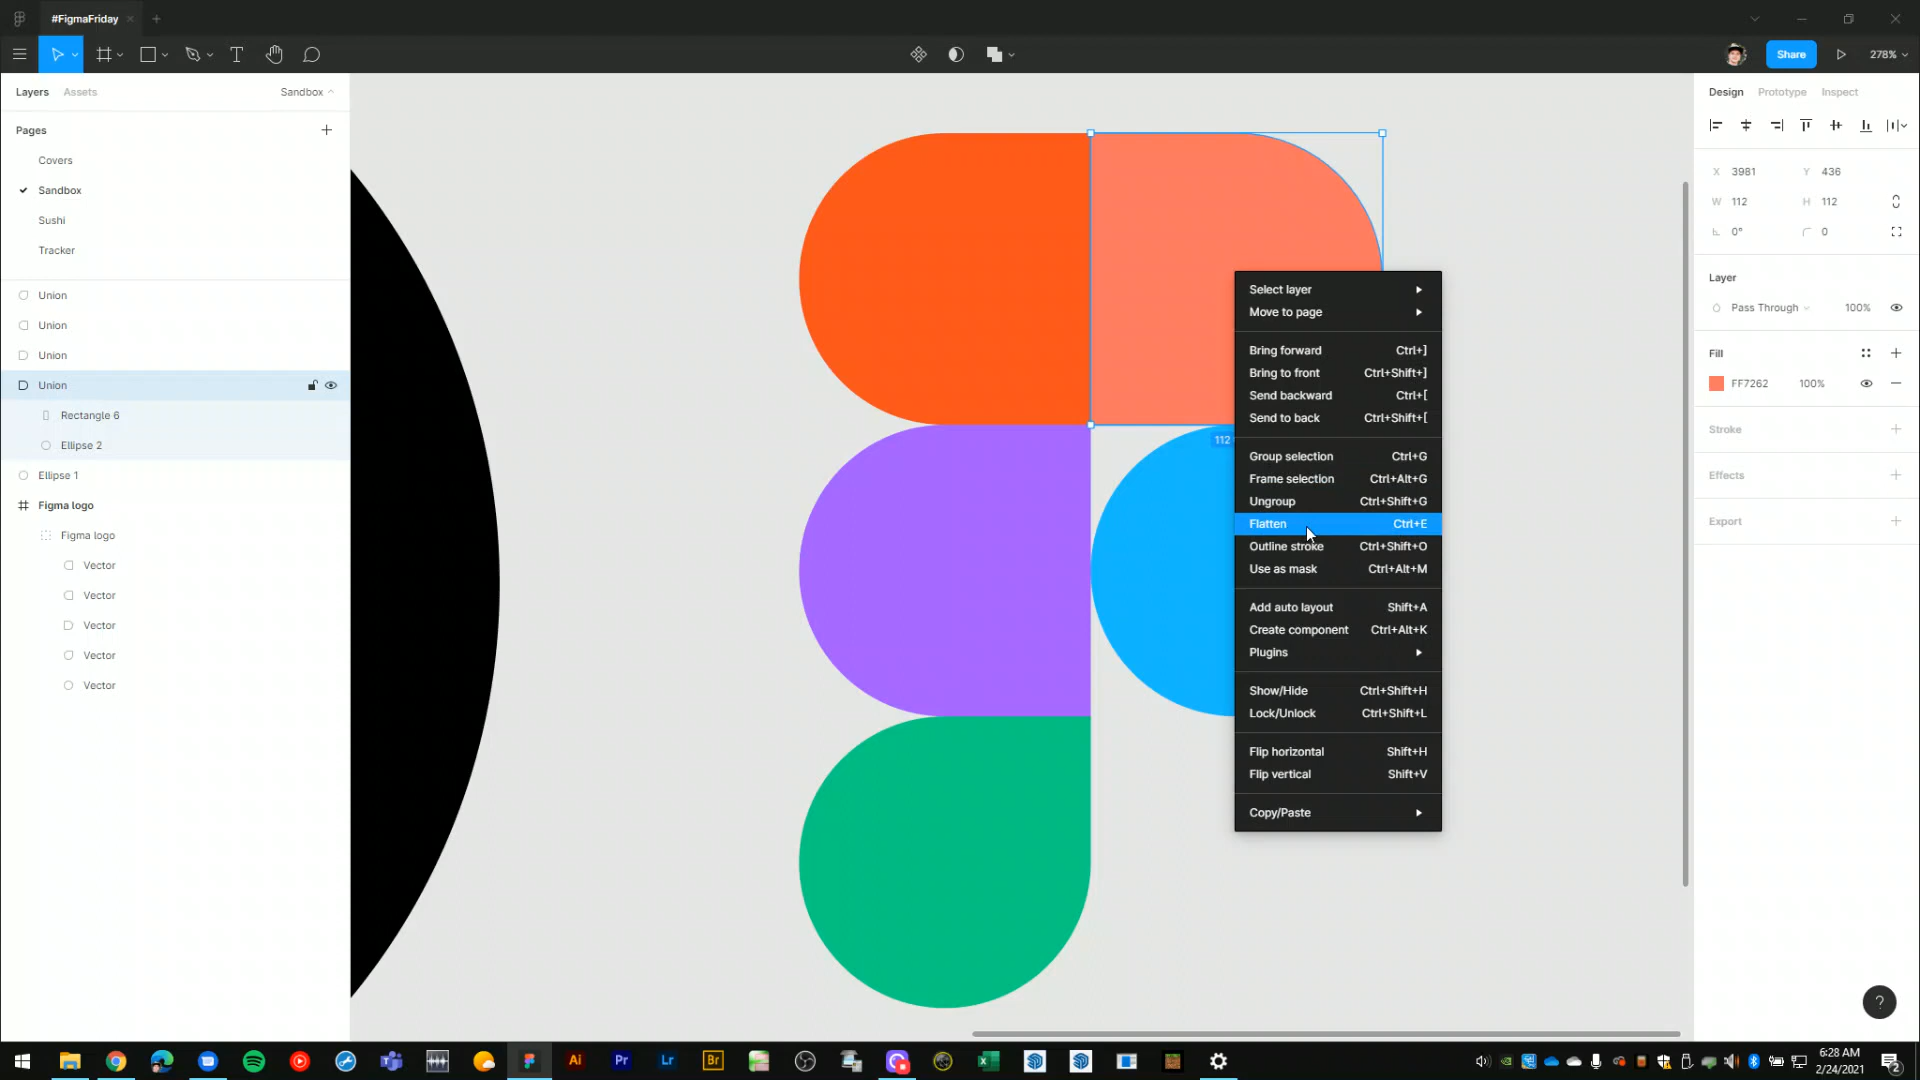 #FigmaFriday
Share
278%
Layers
Assets
Sandbox
Pages
Covers
Sandbox
Sushi
Tracker
Union
Union
Union
Union
Rectangle 6
Ellipse 2
Ellipse 1
Figma logo
Figma logo
Vector
Vector
Vector
Vector
Vector
112
Select layer
Move to page
Bring forward Ctrl+]
Bring to front Ctrl+Shift+]
Send backward Ctrl+[
Send to back Ctrl+Shift+[
Group selection Ctrl+G
Frame selection Ctrl+Alt+G
Ungroup Ctrl+Shift+G
Flatten Ctrl+E
Outline stroke Ctrl+Shift+O
Use as mask Ctrl+Alt+M
Add auto layout Shift+A
Create component Ctrl+Alt+K
Plugins
Show/Hide Ctrl+Shift+H
Lock/Unlock Ctrl+Shift+L
Flip horizontal Shift+H
Flip vertical Shift+V
Copy/Paste
Design Prototype Inspect
X 3981 Y 436
W 112 H 112
0° 0
Layer
Pass Through 100%
Fill
FF7262 100%
Stroke
Effects
Export
?
Ai Pr Lr Br
6:28 AM
2/24/2021
2